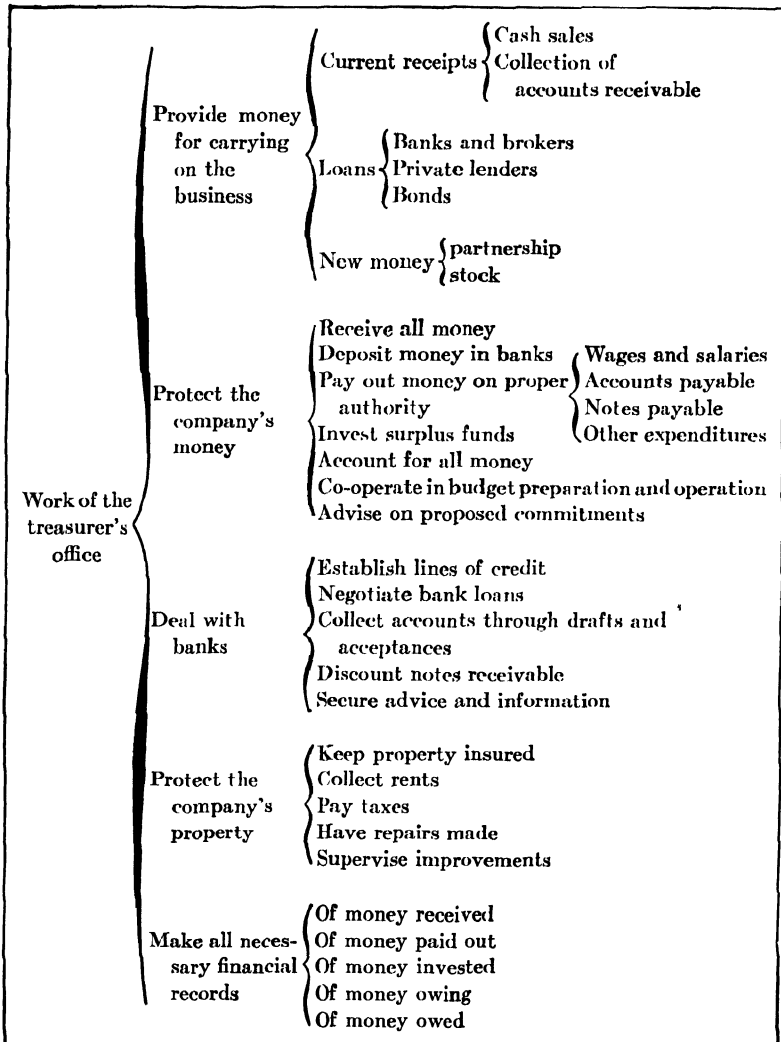 Work of the
treasurer's
office
Provide money
for carrying
on the
business
Current receipts
Cash sales
Collection of
accounts receivable
Loans
Banks and brokers
Private lenders
Bonds
New money
partnership
stock
Protect the
company's
money
Receive all money
Deposit money in banks
Pay out money on proper
authority
Wages and salaries
Accounts payable
Notes payable
Other expenditures
Invest surplus funds
Account for all money
Co-operate in budget preparation and operation
Advise on proposed commitments
Deal with
banks
Establish lines of credit
Negotiate bank loans
Collect accounts through drafts and
acceptances
Discount notes receivable
Secure advice and information
Protect the
company's
property
Keep property insured
Collect rents
Pay taxes
Have repairs made
Supervise improvements
Make all neces-
sary financial
records
Of money received
Of money paid out
Of money invested
Of money owing
Of money owed